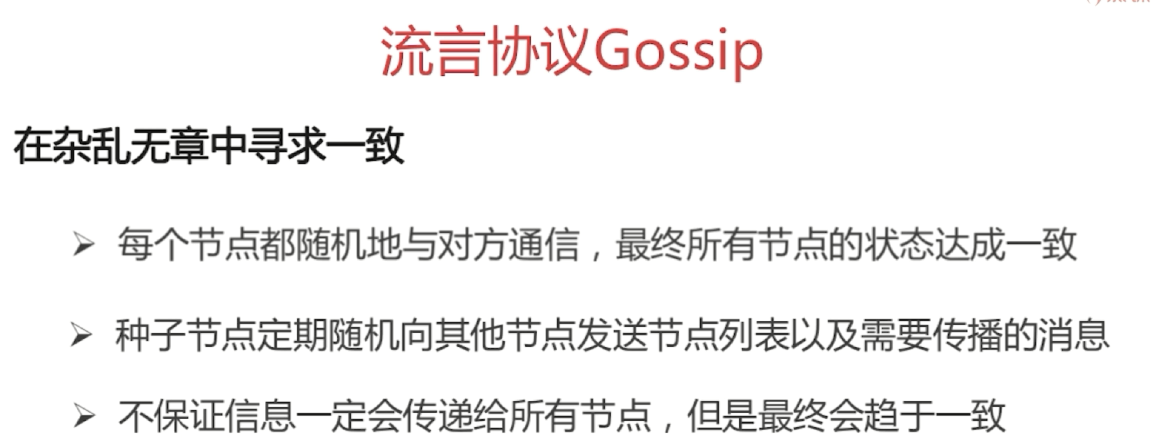 流言协议Gossip
在杂乱无章中寻求一致
每个节点都随机地与对方通信，最终所有节点的状态达成一致
种子节点定期随机向其他节点发送节点列表以及需要传播的消息
不保证信息一定会传递给所有节点，但是最终会趋于一致